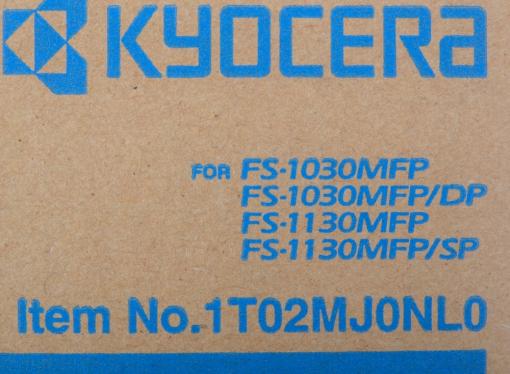 KYOCERA
FOR FS-1030MFP
FS-1030MFP/DP
FS-1130MFP
FS-1130MFP/SP
Item No.1T02MJ0NL0